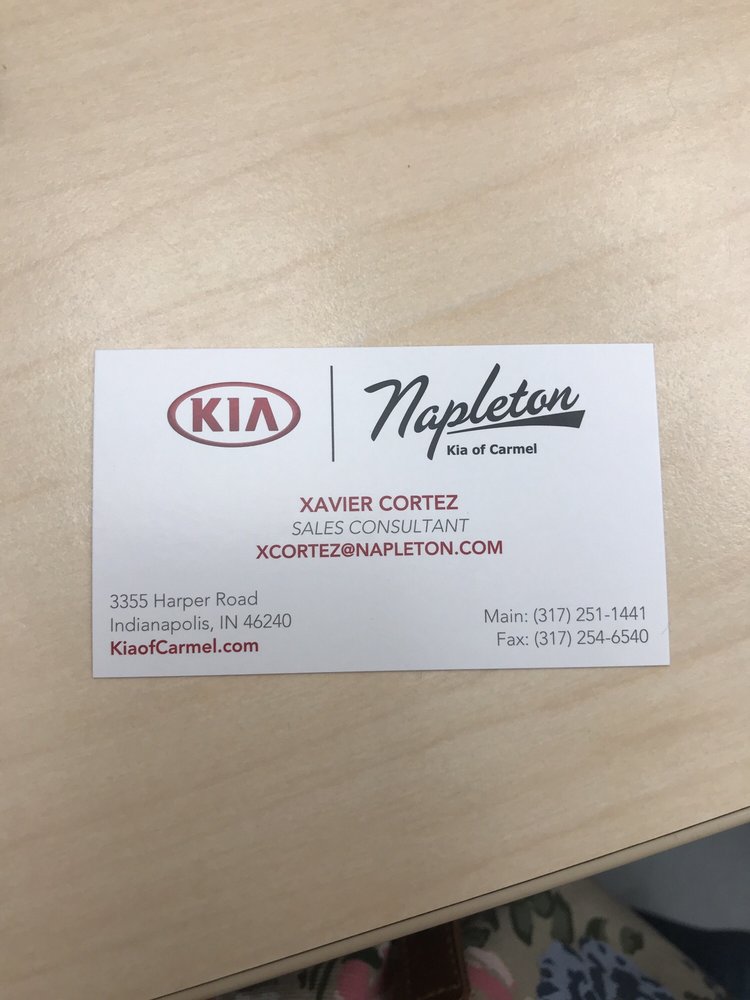 KIA
Napleton
Kia of Carmel
XAVIER CORTEZ
SALES CONSULTANT
XCORTEZ@NAPLETON.COM
3355 Harper Road
Indianapolis, IN 46240
KiaofCarmel.com
Main: (317) 251-1441
Fax: (317) 254-6540